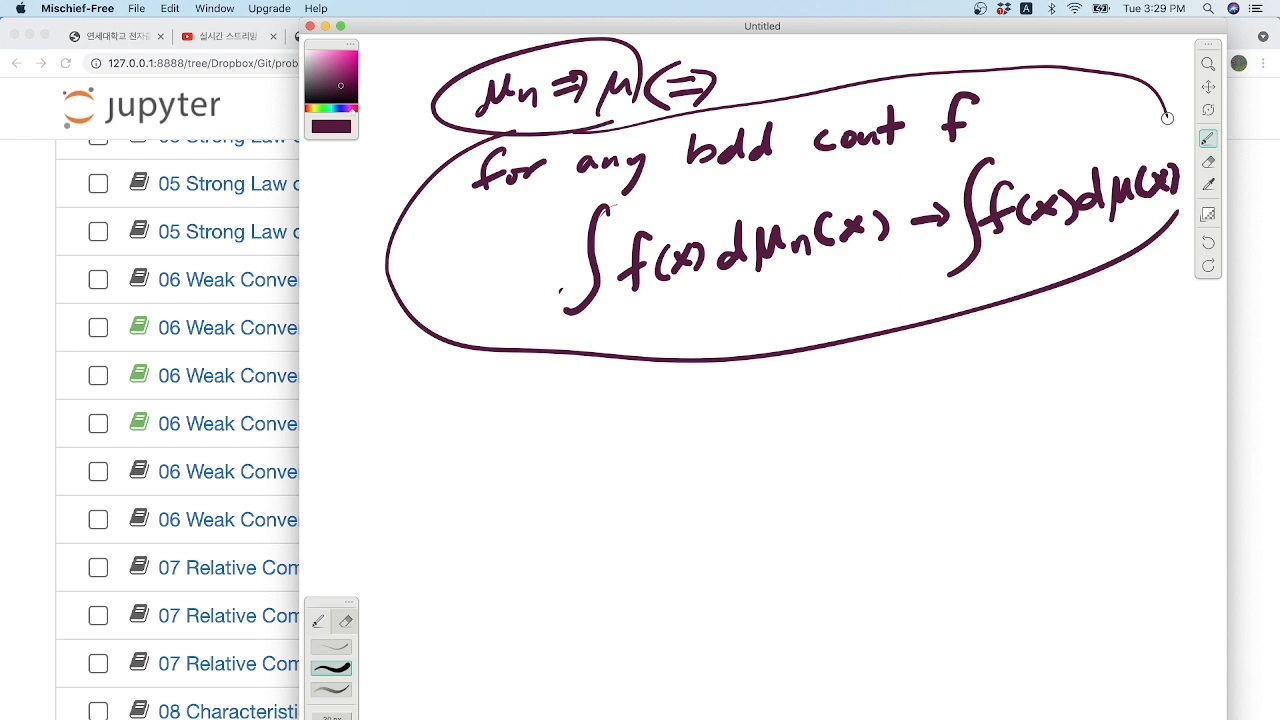 Mischief-Free File Edit Window Upgrade Help
Tue 3:29 PM
Untitled
연세대학교 전자출
실시간 스트리밍
127.0.0.1:8888/tree/Dropbox/Git/prob
jupyter
05 Strong Law
05 Strong Law
06 Weak Conve
06 Weak Conve
06 Weak Conve
06 Weak Conve
06 Weak Conve
07 Relative Com
07 Relative Com
07 Relative Com
08 Characteristi
μn ⇒ μ ⟨⇒
for any bdd cont f
∫ f(x) dμn(x) → ∫ f(x) dμ(x)